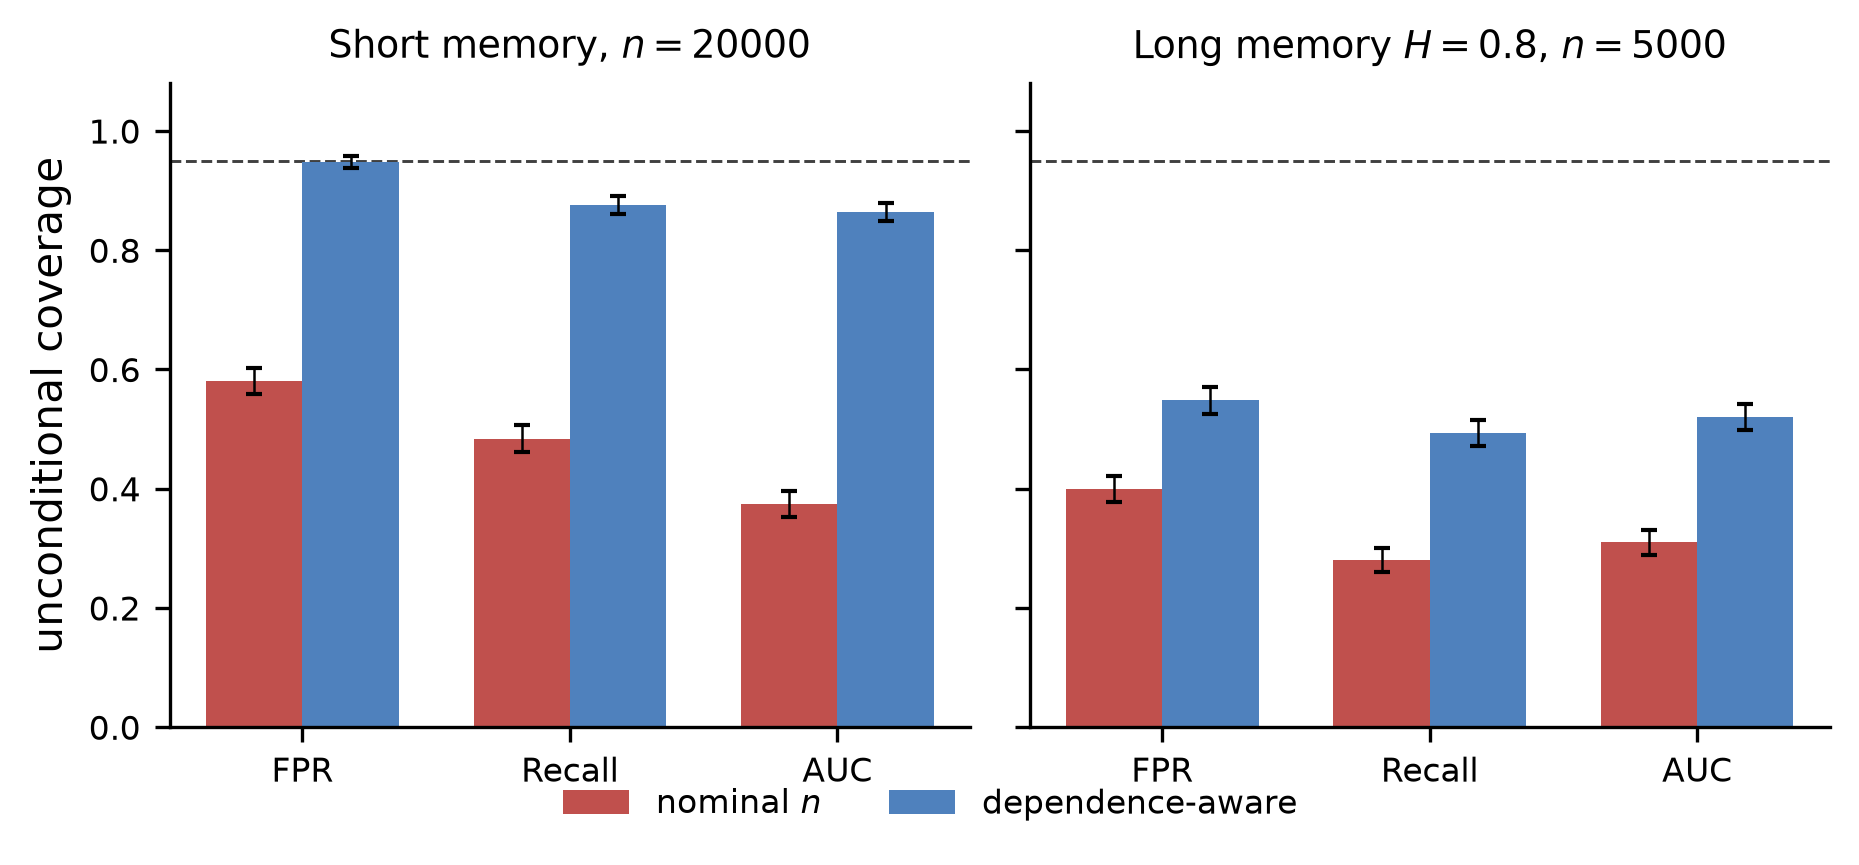 Short memory, n = 20000
Long memory H = 0.8, n = 5000
unconditional coverage
1.0
0.8
0.6
0.4
0.2
0.0
FPR Recall AUC
FPR Recall AUC
nominal n
dependence-aware